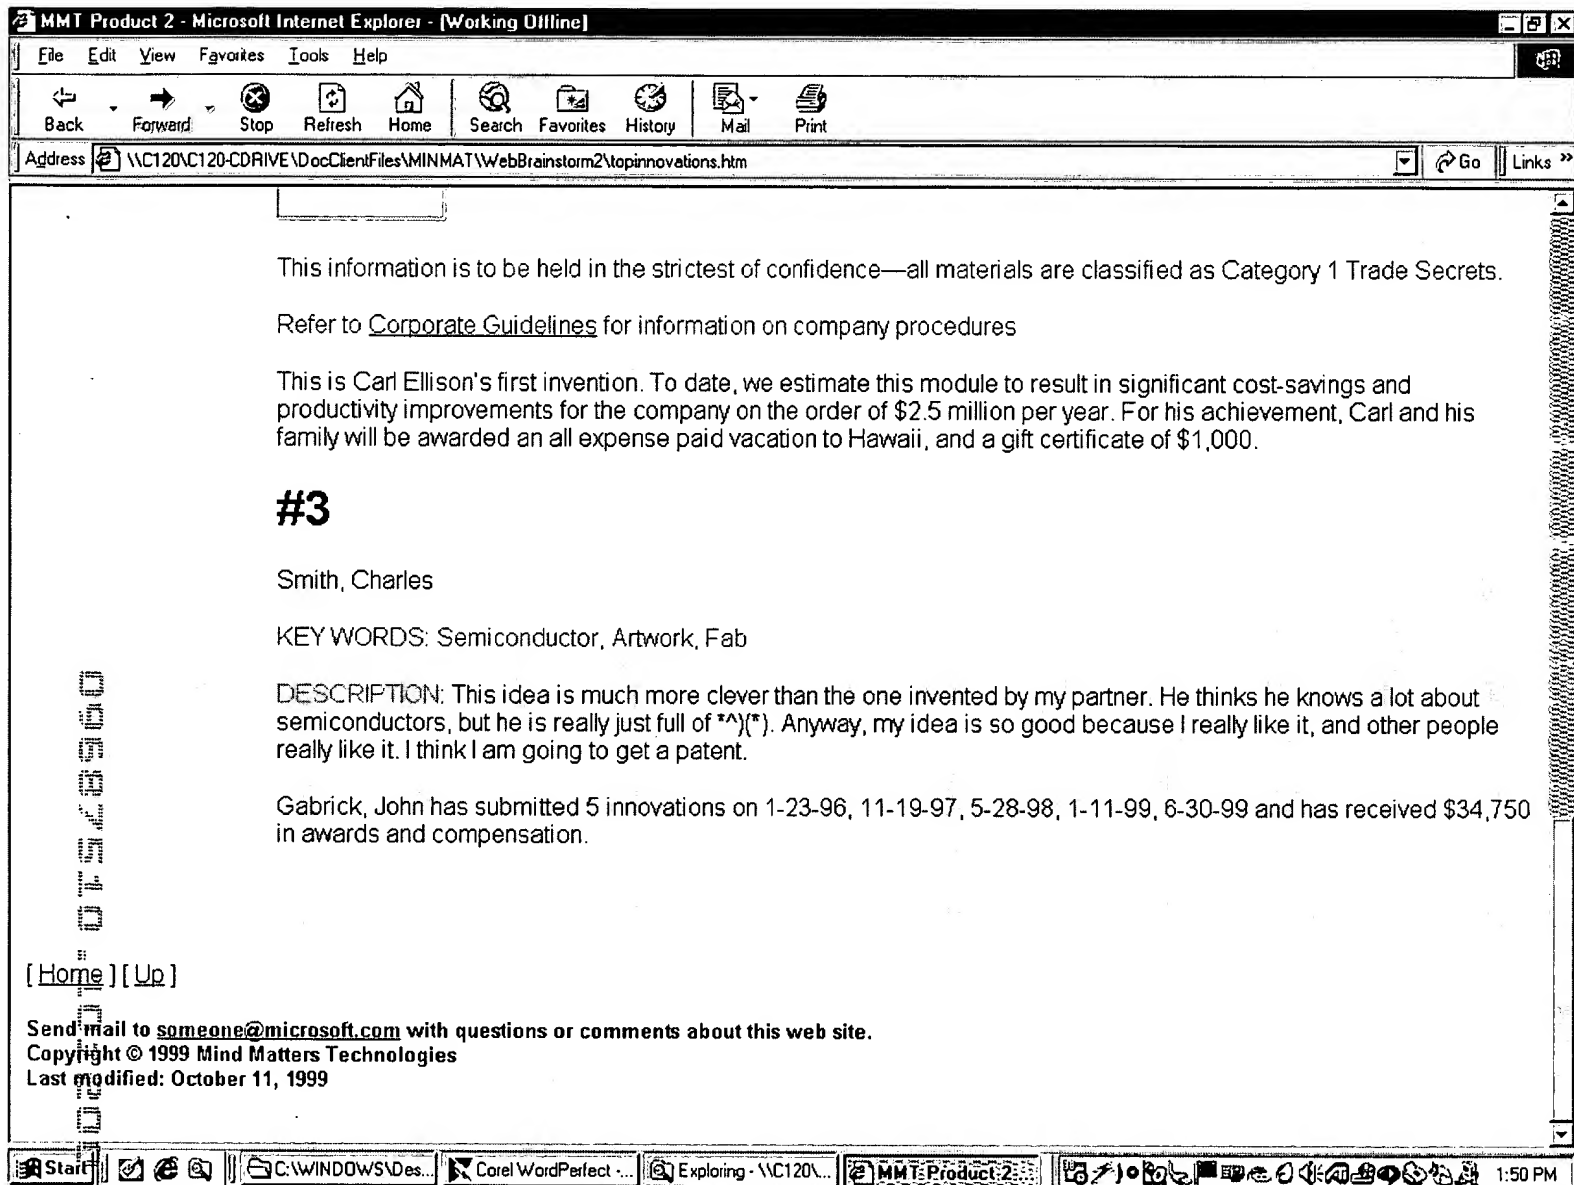 MMT Product 2 - Microsoft Internet Explorer - [Working Offline]
File Edit View Favorites Tools Help
Back Forward Stop Refresh Home Search Favorites History Mail Print
Address \\C120\C120-CDRIVE\DocClientFiles\MINMAT\WebBrainstorm2\topinnovations.htm Go Links »
This information is to be held in the strictest of confidence—all materials are classified as Category 1 Trade Secrets.
Refer to Corporate Guidelines for information on company procedures
This is Carl Ellison's first invention. To date, we estimate this module to result in significant cost-savings and
productivity improvements for the company on the order of $2.5 million per year. For his achievement, Carl and his
family will be awarded an all expense paid vacation to Hawaii, and a gift certificate of $1,000.
#3
Smith, Charles
KEY WORDS: Semiconductor, Artwork, Fab
DESCRIPTION: This idea is much more clever than the one invented by my partner. He thinks he knows a lot about
semiconductors, but he is really just full of *^)(*). Anyway, my idea is so good because I really like it, and other people
really like it. I think I am going to get a patent.
Gabrick, John has submitted 5 innovations on 1-23-96, 11-19-97, 5-28-98, 1-11-99, 6-30-99 and has received $34,750
in awards and compensation.
[ Home ] [ Up ]
Send mail to someone@microsoft.com with questions or comments about this web site.
Copyright © 1999 Mind Matters Technologies
Last modified: October 11, 1999
Start C:\WINDOWS\Des... Corel WordPerfect -... Exploring - \\C120\... MMT Product 2... 1:50 PM